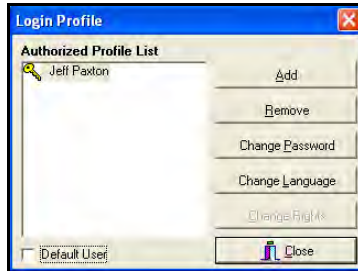 Login Profile
Authorized Profile List
Jeff Paxton
Add
Remove
Change Password
Change Language
Change Rights
Default User
Close